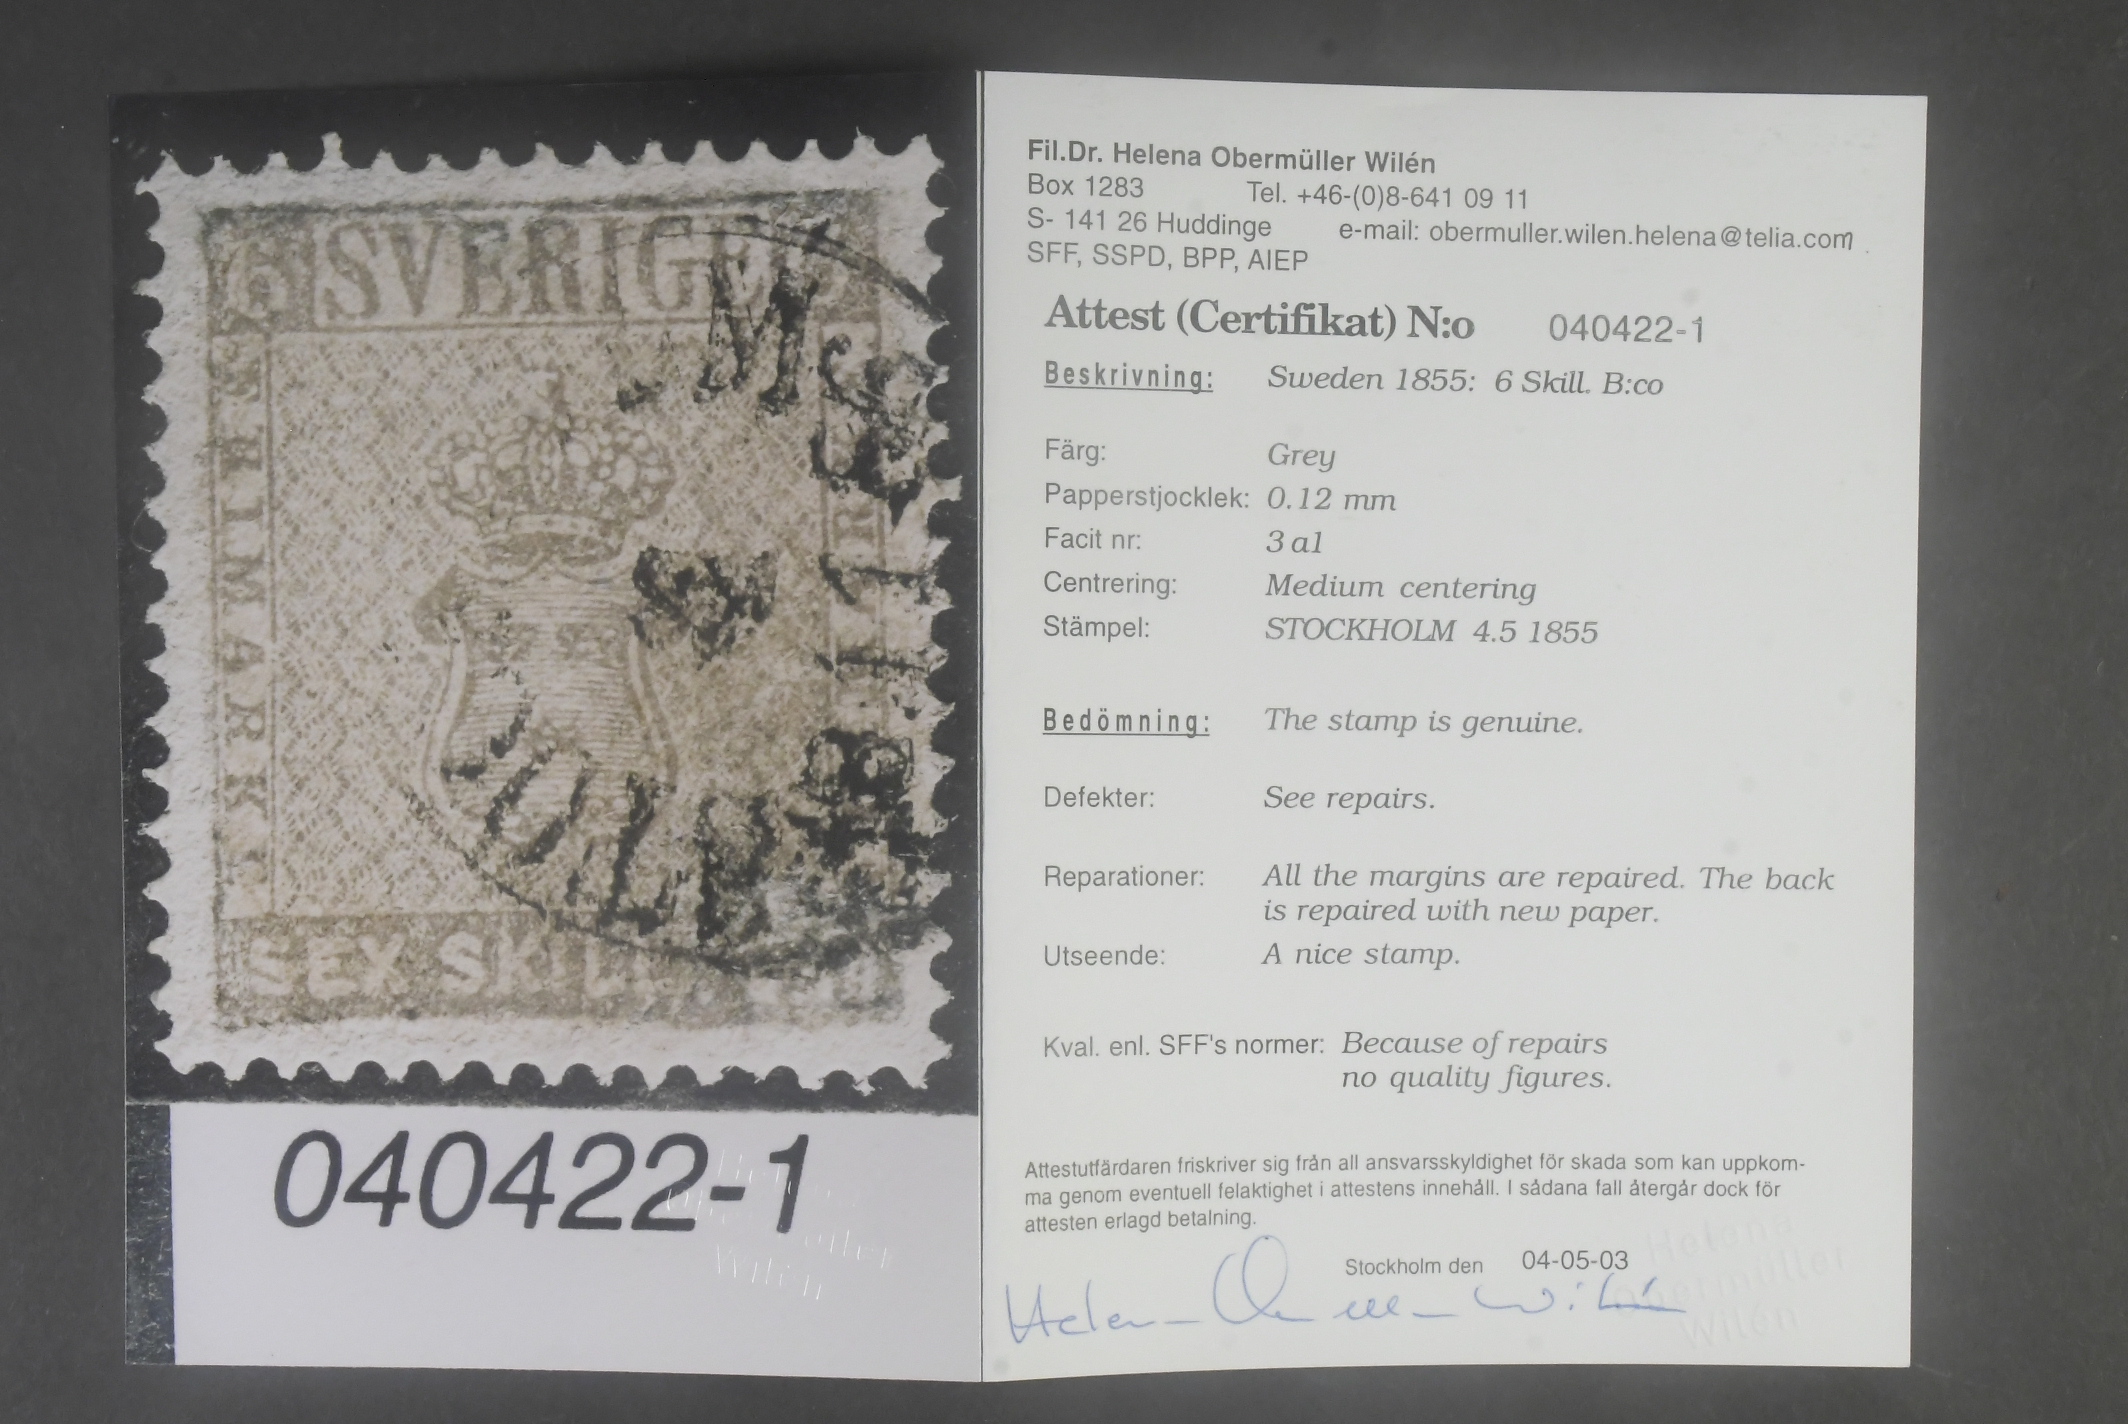 SVERIGE
FRIMARKE
SEX SKILL.
040422-1
Fil.Dr. Helena Obermüller Wilén
Box 1283 Tel. +46-(0)8-641 09 11
S- 141 26 Huddinge e-mail: obermuller.wilen.helena@telia.com
SFF, SSPD, BPP, AIEP
Attest (Certifikat) N:o 040422-1
Beskrivning: Sweden 1855: 6 Skill. B:co
Färg: Grey
Papperstjocklek: 0.12 mm
Facit nr: 3 a1
Centrering: Medium centering
Stämpel: STOCKHOLM 4.5 1855
Bedömning: The stamp is genuine.
Defekter: See repairs.
Reparationer: All the margins are repaired. The back
is repaired with new paper.
Utseende: A nice stamp.
Kval. enl. SFF's normer: Because of repairs
no quality figures.
Attestutfärdaren friskriver sig från all ansvarsskyldighet för skada som kan uppkom-
ma genom eventuell felaktighet i attestens innehåll. I sådana fall återgår dock för
attesten erlagd betalning.
Stockholm den 04-05-03
Helena
Obermüller
Wilén